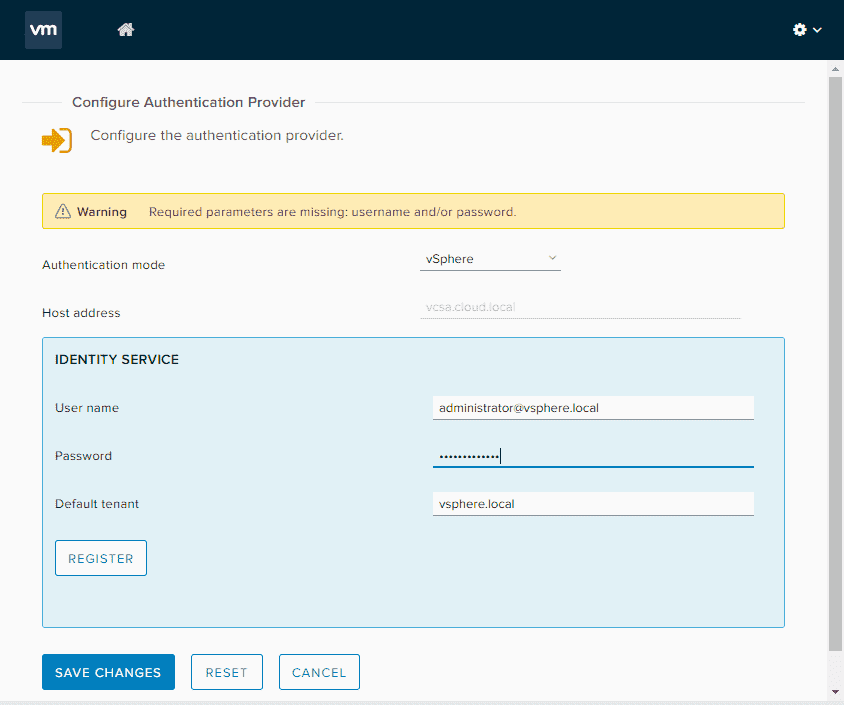 vm
Configure Authentication Provider
Configure the authentication provider.
Warning Required parameters are missing: username and/or password.
Authentication mode vSphere
Host address vcsa.cloud.local
IDENTITY SERVICE
User name administrator@vsphere.local
Password •••••••••••••
Default tenant vsphere.local
REGISTER
SAVE CHANGES RESET CANCEL